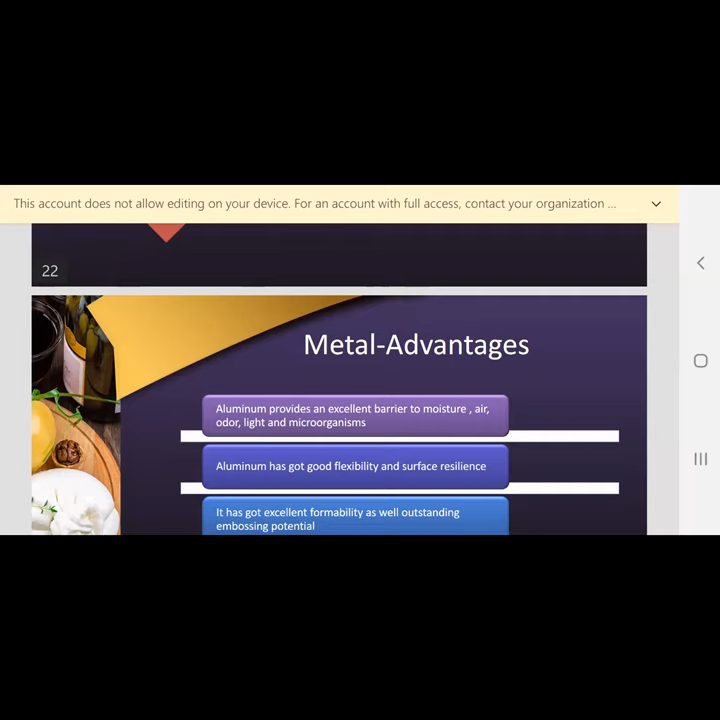 This account does not allow editing on your device. For an account with full access, contact your organization ...
22
Metal-Advantages
Aluminum provides an excellent barrier to moisture , air,
odor, light and microorganisms
Aluminum has got good flexibility and surface resilience
It has got excellent formability as well outstanding
embossing potential